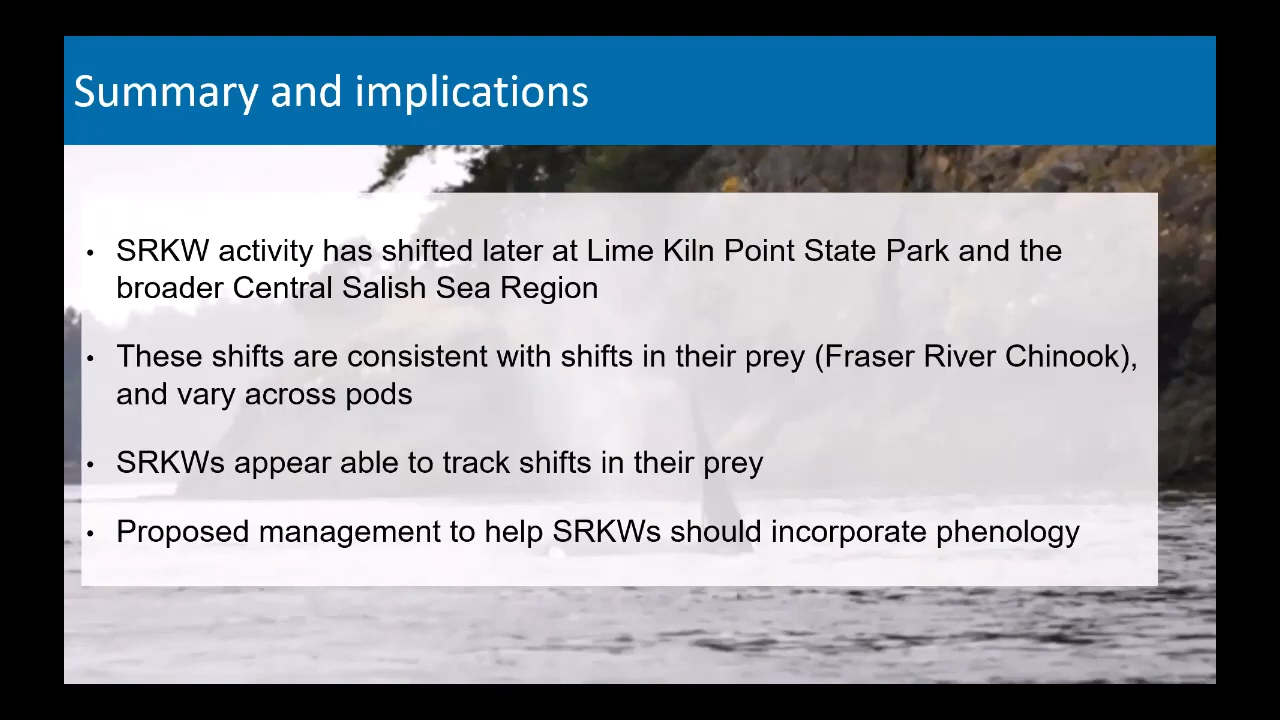 Summary and implications
• SRKW activity has shifted later at Lime Kiln Point State Park and the
broader Central Salish Sea Region
• These shifts are consistent with shifts in their prey (Fraser River Chinook),
and vary across pods
• SRKWs appear able to track shifts in their prey
• Proposed management to help SRKWs should incorporate phenology